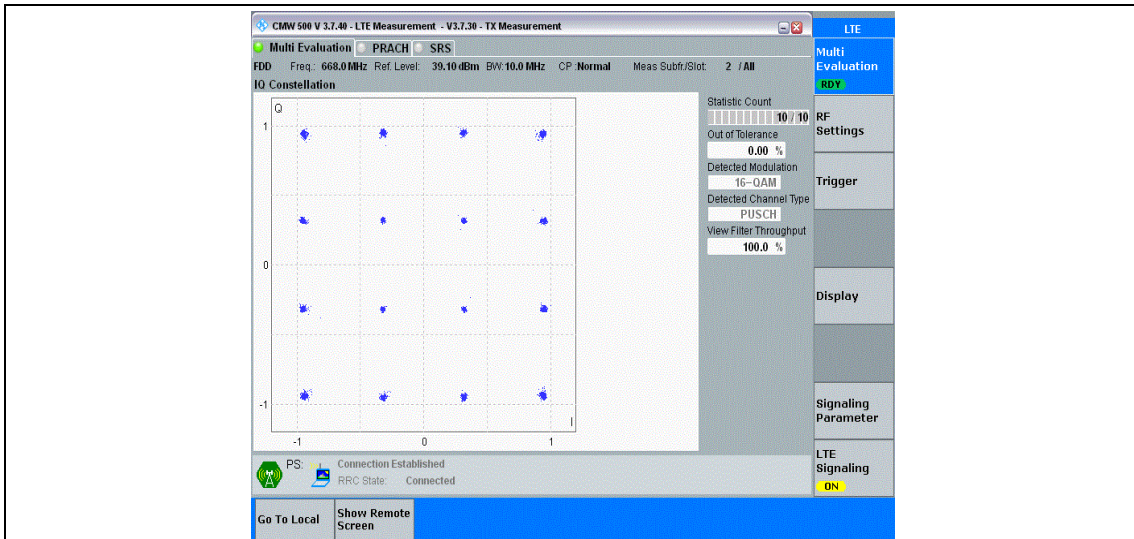 CMW 500 V 3.7.40 - LTE Measurement - V3.7.30 - TX Measurement
LTE
Multi Evaluation PRACH SRS
FDD Freq.: 668.0 MHz Ref. Level: 39.10 dBm BW: 10.0 MHz CP :Normal Meas Subfr./Slot: 2 / All
IQ Constellation
Q
1
0
-1
-1 0 1
I
Statistic Count
10 / 10
Out of Tolerance
0.00 %
Detected Modulation
16-QAM
Detected Channel Type
PUSCH
View Filter Throughput
100.0 %
Multi
Evaluation
RDY
RF
Settings
Trigger
Display
Signaling
Parameter
LTE
Signaling
ON
PS: Connection Established
RRC State: Connected
Go To Local
Show Remote
Screen